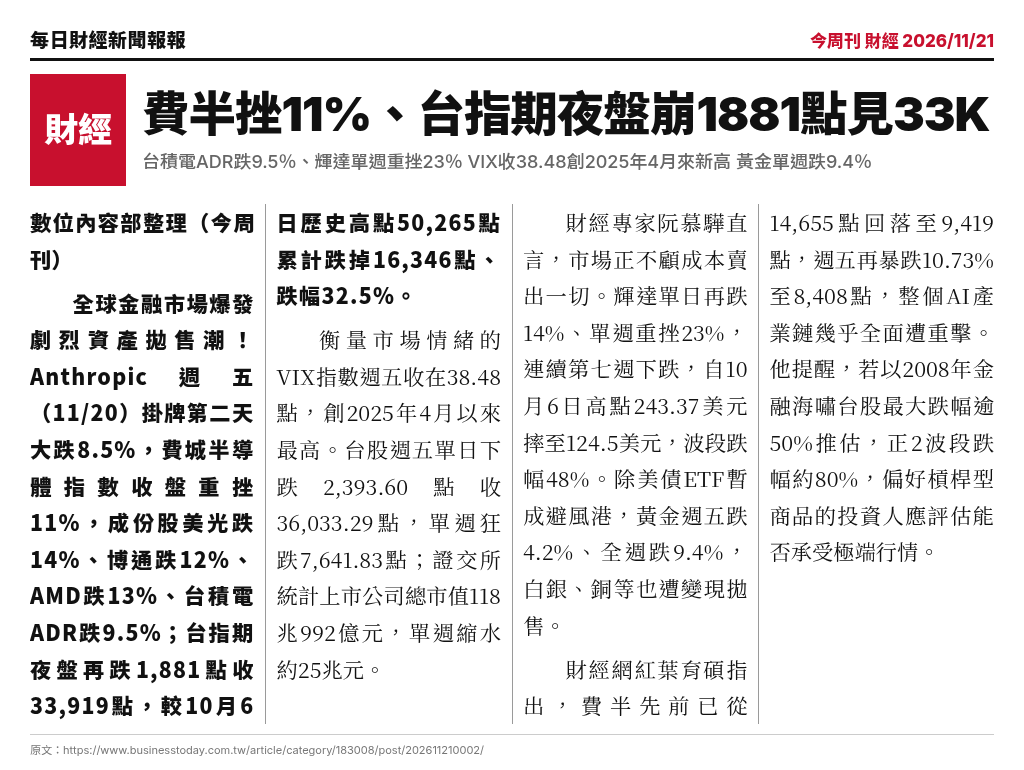 每日財經新聞報報
今周刊 財經 2026/11/21
財經
費半挫11%、台指期夜盤崩1881點見33K
台積電ADR跌9.5%、輝達單週重挫23% VIX收38.48創2025年4月來新高 黃金單週跌9.4%
數位內容部整理（今周
刊）
全球金融市場爆發
劇烈資產拋售潮！
Anthropic 週五
（11/20）掛牌第二天
大跌8.5%，費城半導
體指數收盤重挫
11%，成份股美光跌
14%、博通跌12%、
AMD跌13%、台積電
ADR跌9.5%；台指期
夜盤再跌1,881點收
33,919點，較10月6
日歷史高點50,265點
累計跌掉16,346點、
跌幅32.5%。
衡量市場情緒的
VIX指數週五收在38.48
點，創2025年4月以來
最高。台股週五單日下
跌 2,393.60 點收
36,033.29點，單週狂
跌7,641.83點；證交所
統計上市公司總市值118
兆992億元，單週縮水
約25兆元。
財經專家阮慕驊直
言，市場正不顧成本賣
出一切。輝達單日再跌
14%、單週重挫23%，
連續第七週下跌，自10
月6日高點243.37美元
摔至124.5美元，波段跌
幅48%。除美債ETF暫
成避風港，黃金週五跌
4.2%、全週跌9.4%，
白銀、銅等也遭變現拋
售。
財經網紅葉育碩指
出，費半先前已從
14,655點回落至9,419
點，週五再暴跌10.73%
至8,408點，整個AI產
業鏈幾乎全面遭重擊。
他提醒，若以2008年金
融海嘯台股最大跌幅逾
50%推估，正2波段跌
幅約80%，偏好槓桿型
商品的投資人應評估能
否承受極端行情。
原文：https://www.businesstoday.com.tw/article/category/183008/post/202611210002/